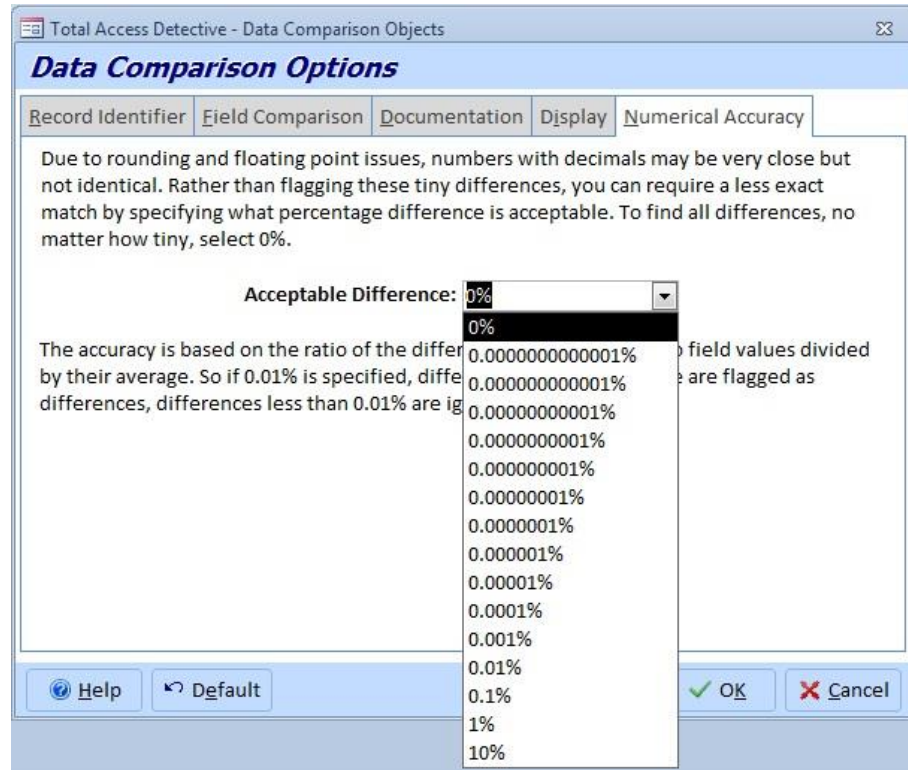 Total Access Detective - Data Comparison Objects
Data Comparison Options
Record Identifier Field Comparison Documentation Display Numerical Accuracy
Due to rounding and floating point issues, numbers with decimals may be very close but
not identical. Rather than flagging these tiny differences, you can require a less exact
match by specifying what percentage difference is acceptable. To find all differences, no
matter how tiny, select 0%.
Acceptable Difference: 0%
0%
The accuracy is based on the ratio of the differ
field values divided
0.0000000000001%
by their average. So if 0.01% is specified, diffe
are flagged as
0.000000000001%
differences, differences less than 0.01% are ig
0.00000000001%
0.0000000001%
0.000000001%
0.00000001%
0.0000001%
0.000001%
0.00001%
0.0001%
0.001%
0.01%
0.1%
1%
10%
Help Default OK Cancel